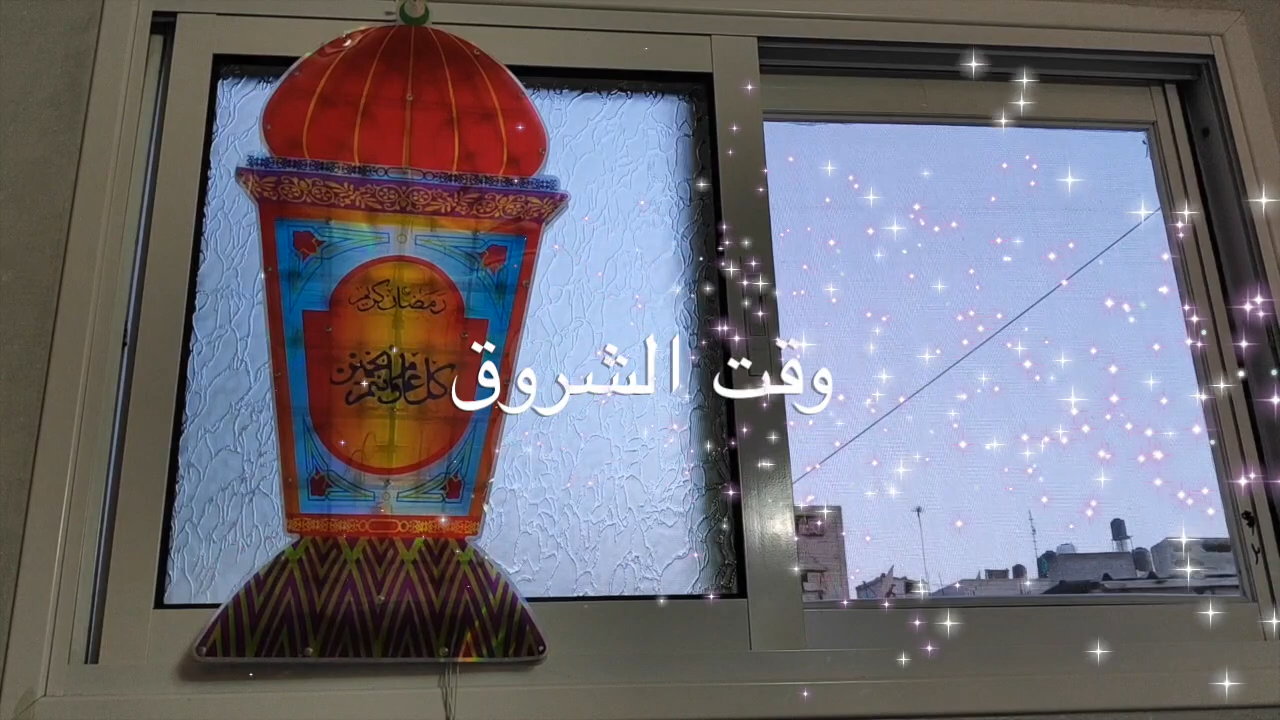 رمضان كريم
كل عام وأنتم بخير
وقت الشروق